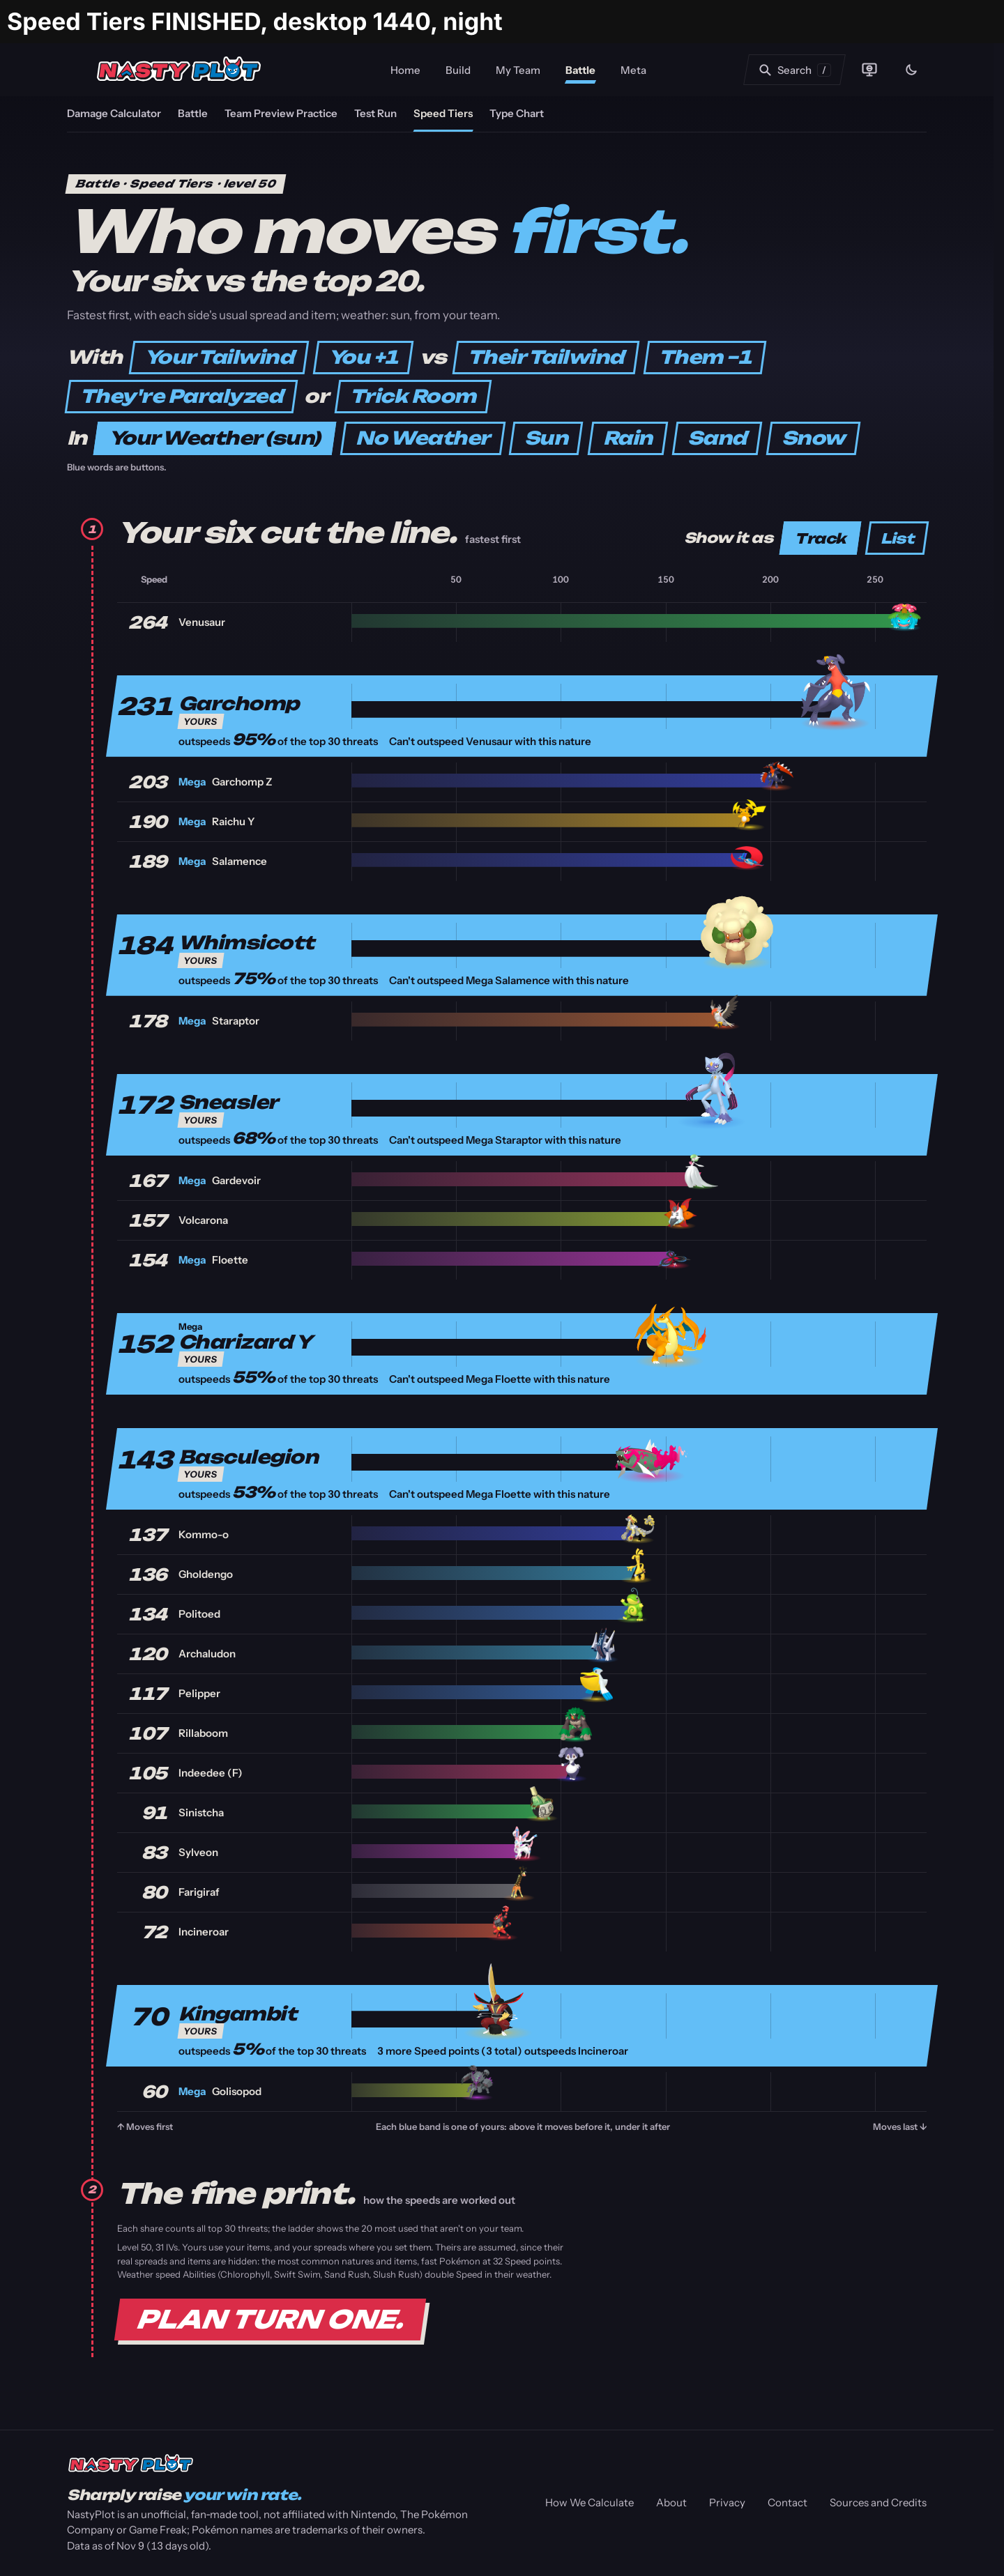 Speed Tiers FINISHED, desktop 1440, night
NASTY PLOT
Home Build My Team Battle Meta
Search /
Damage Calculator Battle Team Preview Practice Test Run Speed Tiers Type Chart
Battle · Speed Tiers · level 50
Who moves first.
Your six vs the top 20.
Fastest first, with each side's usual spread and item; weather: sun, from your team.
With Your Tailwind You +1 vs Their Tailwind Them −1
They're Paralyzed or Trick Room
In Your Weather (sun) No Weather Sun Rain Sand Snow
Blue words are buttons.
1 Your six cut the line. fastest first Show it as Track List
Speed 50 100 150 200 250
264 Venusaur
231 Garchomp
YOURS
outspeeds 95% of the top 30 threats Can't outspeed Venusaur with this nature
203 Mega Garchomp Z
190 Mega Raichu Y
189 Mega Salamence
184 Whimsicott
YOURS
outspeeds 75% of the top 30 threats Can't outspeed Mega Salamence with this nature
178 Mega Staraptor
172 Sneasler
YOURS
outspeeds 68% of the top 30 threats Can't outspeed Mega Staraptor with this nature
167 Mega Gardevoir
157 Volcarona
154 Mega Floette
Mega
152 Charizard Y
YOURS
outspeeds 55% of the top 30 threats Can't outspeed Mega Floette with this nature
143 Basculegion
YOURS
outspeeds 53% of the top 30 threats Can't outspeed Mega Floette with this nature
137 Kommo-o
136 Gholdengo
134 Politoed
120 Archaludon
117 Pelipper
107 Rillaboom
105 Indeedee (F)
91 Sinistcha
83 Sylveon
80 Farigiraf
72 Incineroar
70 Kingambit
YOURS
outspeeds 5% of the top 30 threats 3 more Speed points (3 total) outspeeds Incineroar
60 Mega Golisopod
↑ Moves first Each blue band is one of yours: above it moves before it, under it after Moves last ↓
2 The fine print. how the speeds are worked out
Each share counts all top 30 threats; the ladder shows the 20 most used that aren't on your team.
Level 50, 31 IVs. Yours use your items, and your spreads where you set them. Theirs are assumed, since their
real spreads and items are hidden: the most common natures and items, fast Pokémon at 32 Speed points.
Weather speed Abilities (Chlorophyll, Swift Swim, Sand Rush, Slush Rush) double Speed in their weather.
PLAN TURN ONE.
NASTY PLOT
Sharply raise your win rate.
NastyPlot is an unofficial, fan-made tool, not affiliated with Nintendo, The Pokémon
Company or Game Freak; Pokémon names are trademarks of their owners.
Data as of Nov 9 (13 days old).
How We Calculate About Privacy Contact Sources and Credits